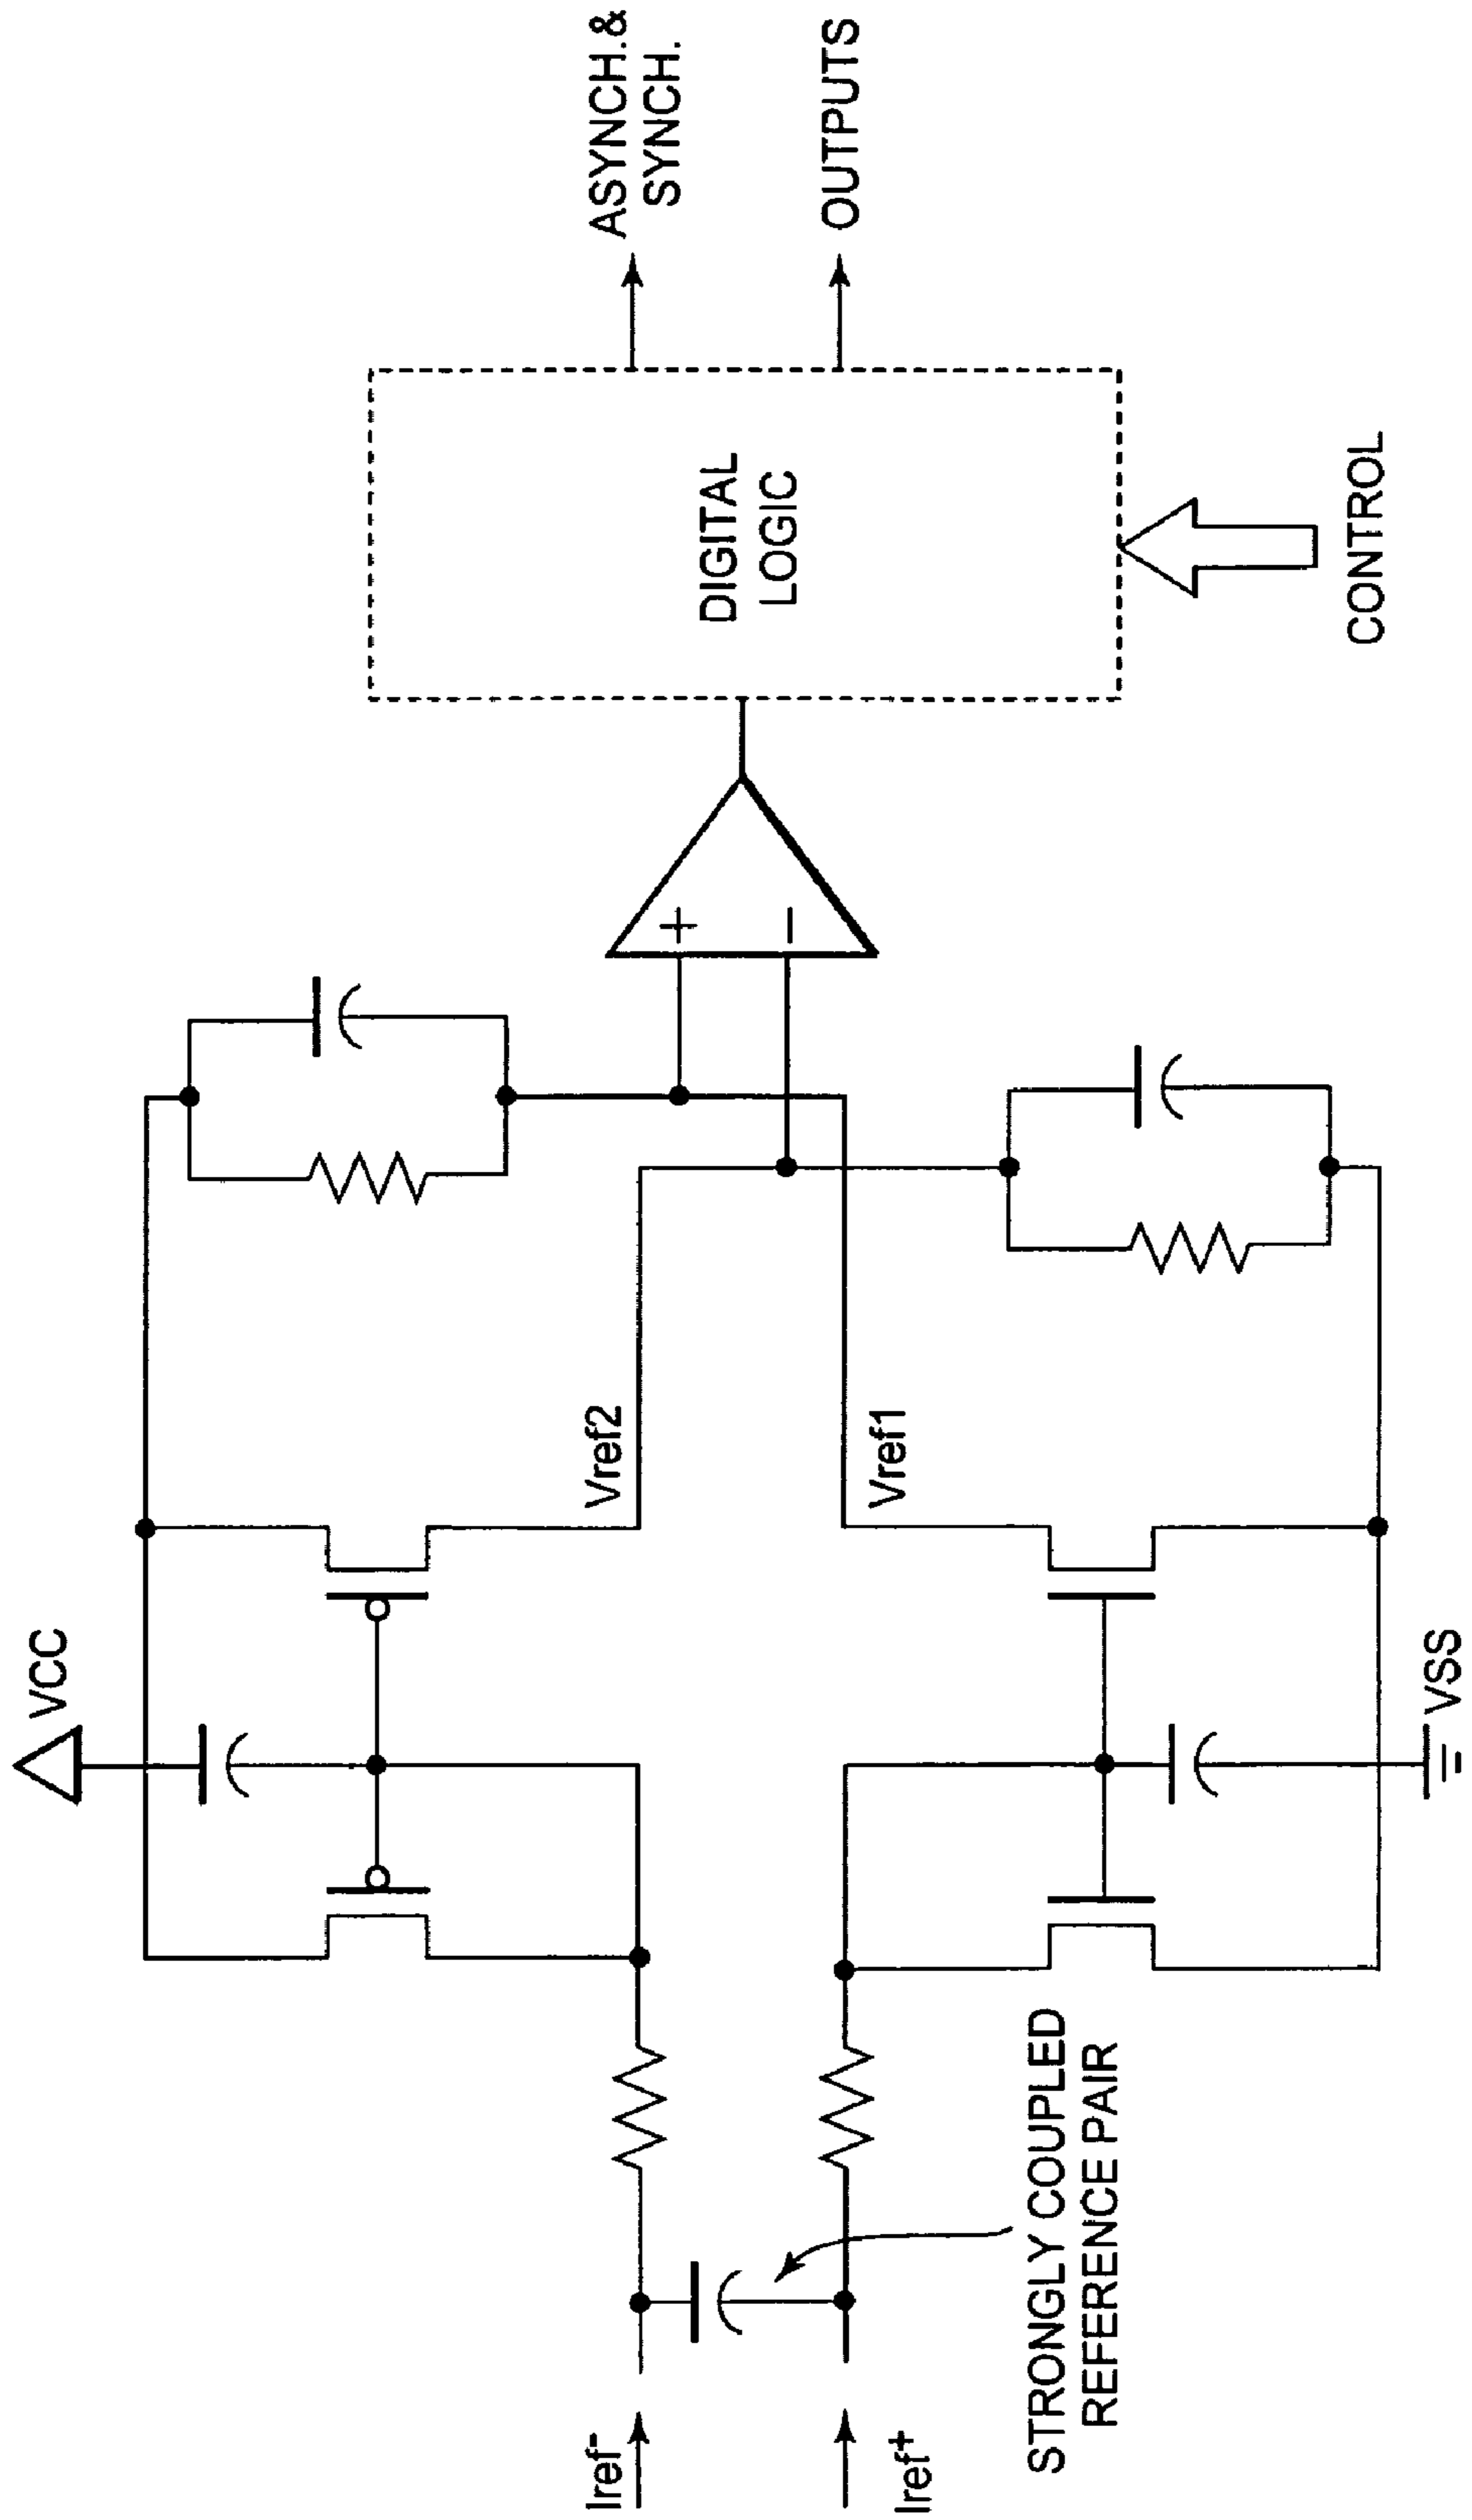 VCC
Iref-
Vref2
ASYNCH.&
SYNCH.
+
DIGITAL
LOGIC
−
OUTPUTS
Iref+
Vref1
STRONGLY COUPLED
REFERENCE PAIR
CONTROL
VSS